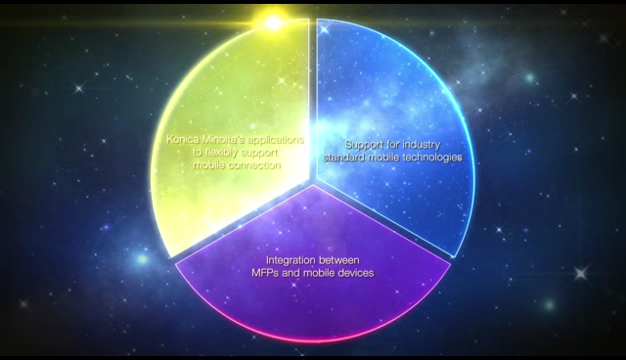 Konica Minolta's applications
to flexibly support
mobile connection
Support for industry
standard mobile technologies
Integration between
MFPs and mobile devices